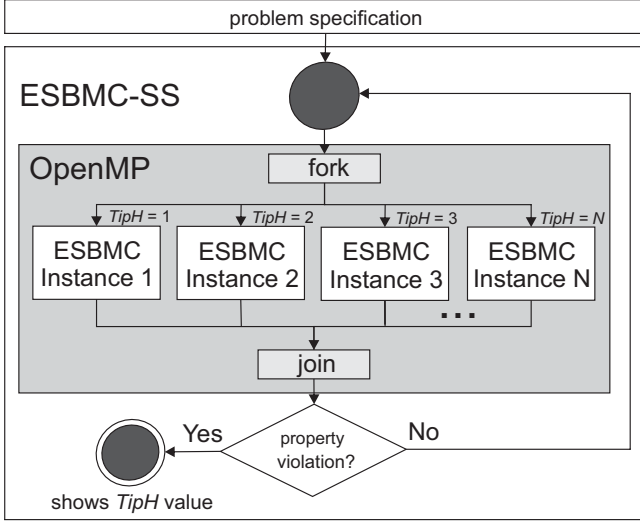 problem specification
ESBMC-SS
OpenMP
fork
TipH = 1
TipH = 2
TipH = 3
TipH = N
ESBMC
Instance 1
ESBMC
Instance 2
ESBMC
Instance 3
ESBMC
Instance N
...
join
Yes
property
violation?
No
shows TipH value